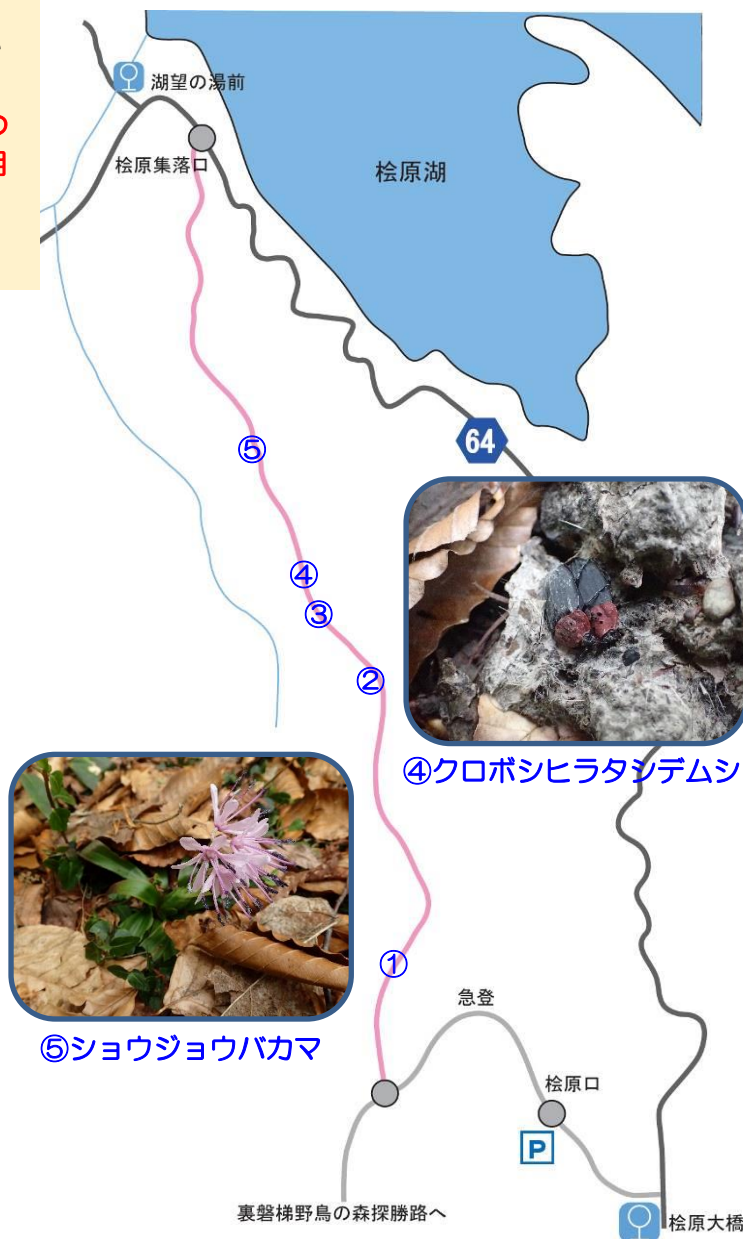 湖望の湯前
桧原集落口
桧原湖
64
⑤
④
③
②
④クロボシヒラタシデムシ
⑤ショウジョウバカマ
①
急登
桧原口
P
裏磐梯野鳥の森探勝路へ
桧原大橋